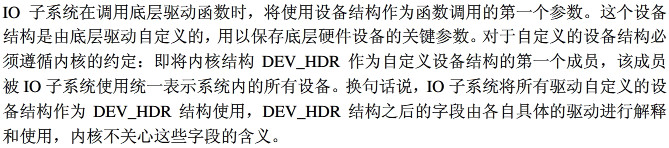 IO 子系统在调用底层驱动函数时，将使用设备结构作为函数调用的第一个参数。这个设备
结构是由底层驱动自定义的，用以保存底层硬件设备的关键参数。对于自定义的设备结构必
须遵循内核的约定：即将内核结构 DEV_HDR 作为自定义设备结构的第一个成员，该成员
被 IO 子系统使用统一表示系统内的所有设备。换句话说，IO 子系统将所有驱动自定义的设
备结构作为 DEV_HDR 结构使用，DEV_HDR 结构之后的字段由各自具体的驱动进行解释
和使用，内核不关心这些字段的含义。